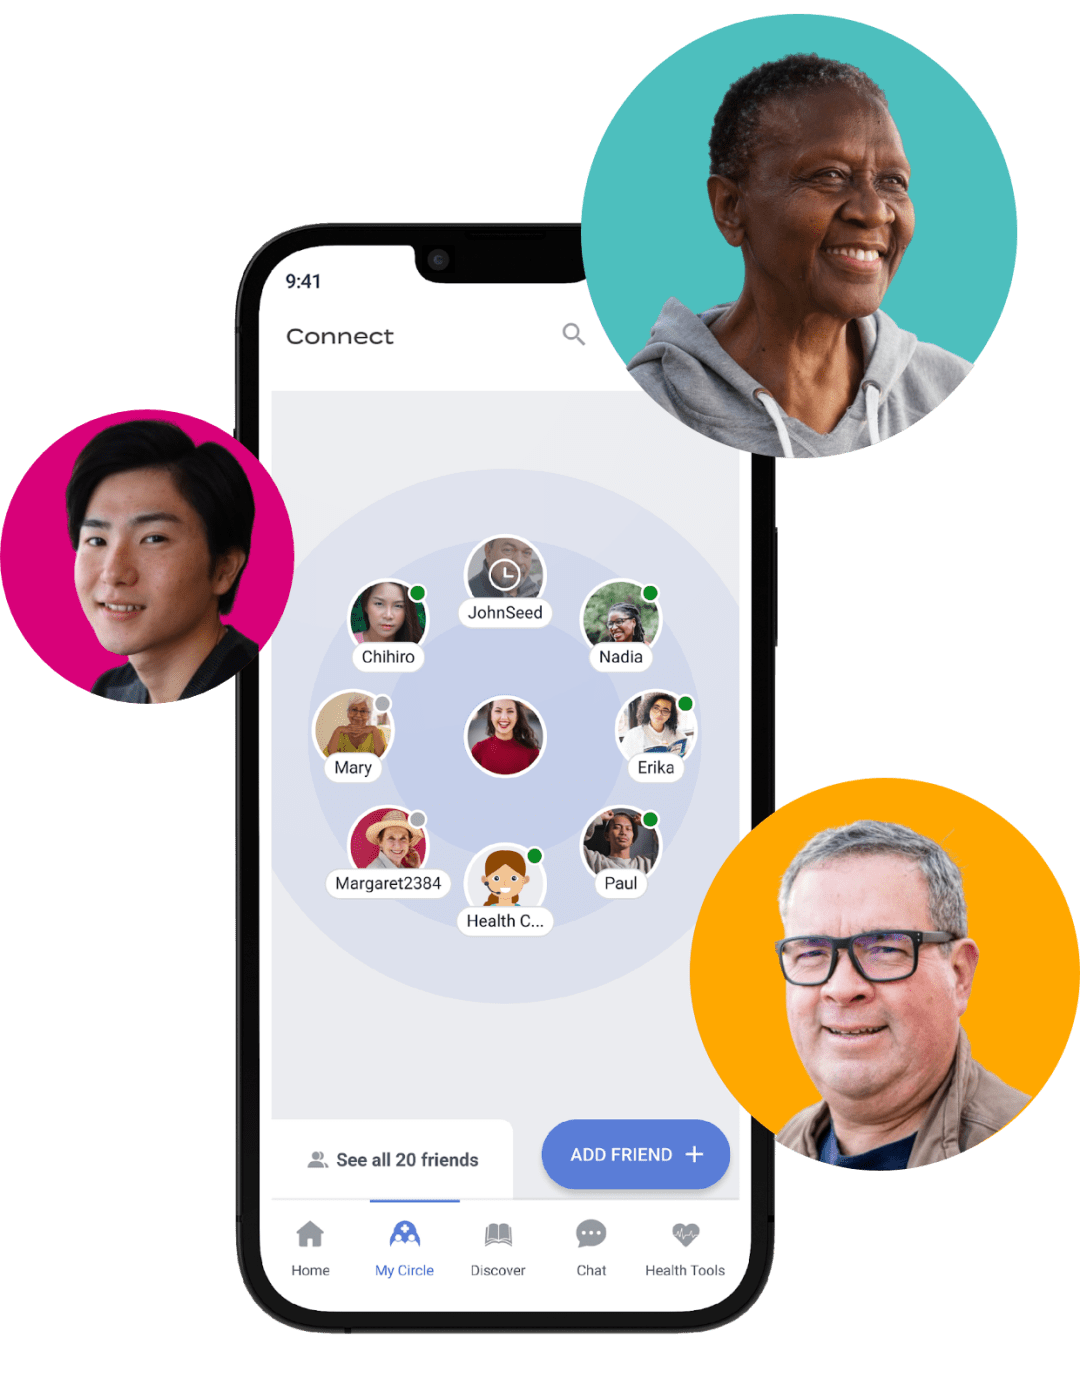 9:41
Connect
JohnSeed
Chihiro
Nadia
Mary
Erika
Margaret2384
Paul
Health C...
See all 20 friends
ADD FRIEND +
Home
My Circle
Discover
Chat
Health Tools